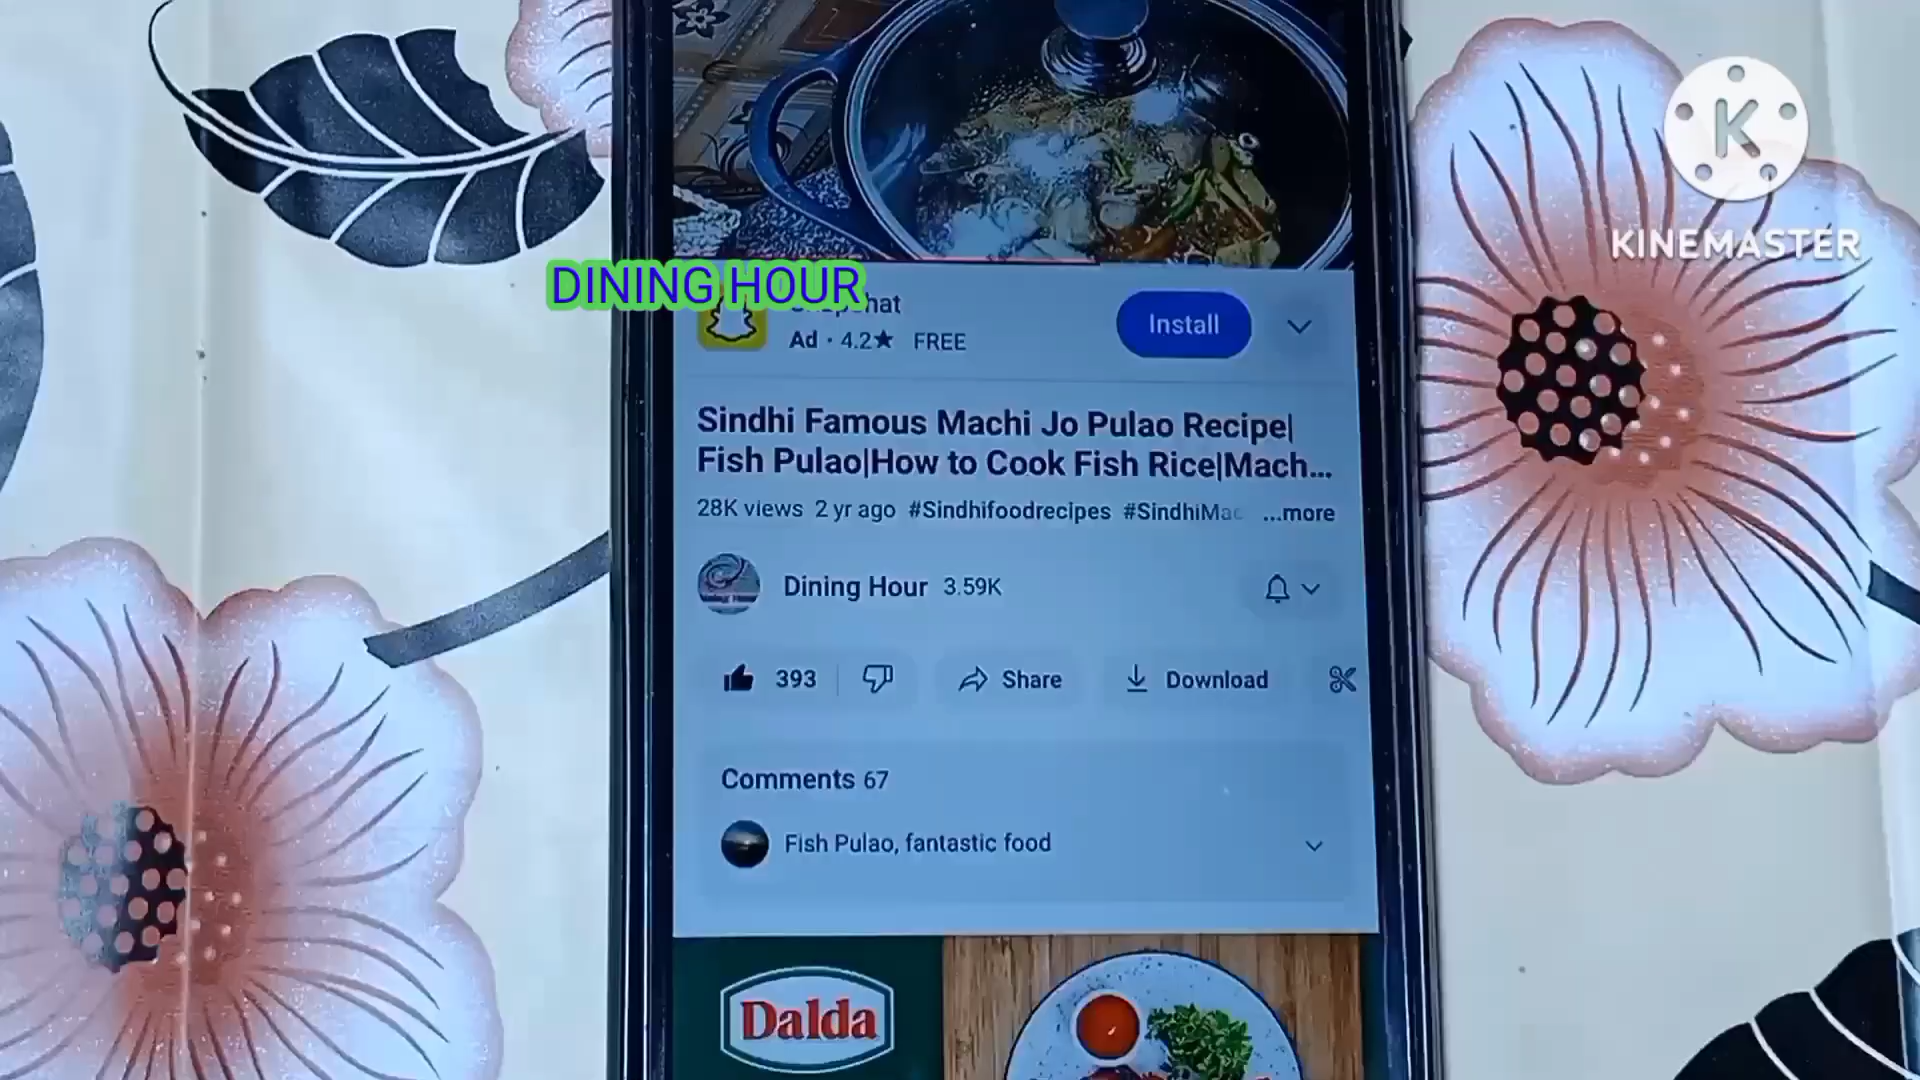 K
KINEMASTER
DINING HOUR
hat
Ad · 4.2★ FREE
Install
Sindhi Famous Machi Jo Pulao Recipe|
Fish Pulao|How to Cook Fish Rice|Mach...
28K views 2 yr ago #Sindhifoodrecipes #SindhiMac ...more
Dining Hour 3.59K
393
Share
Download
Comments 67
Fish Pulao, fantastic food
Dalda